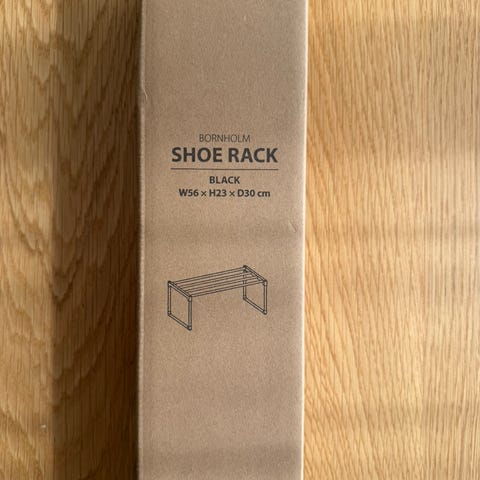 BORNHOLM
SHOE RACK
BLACK
W56 × H23 × D30 cm